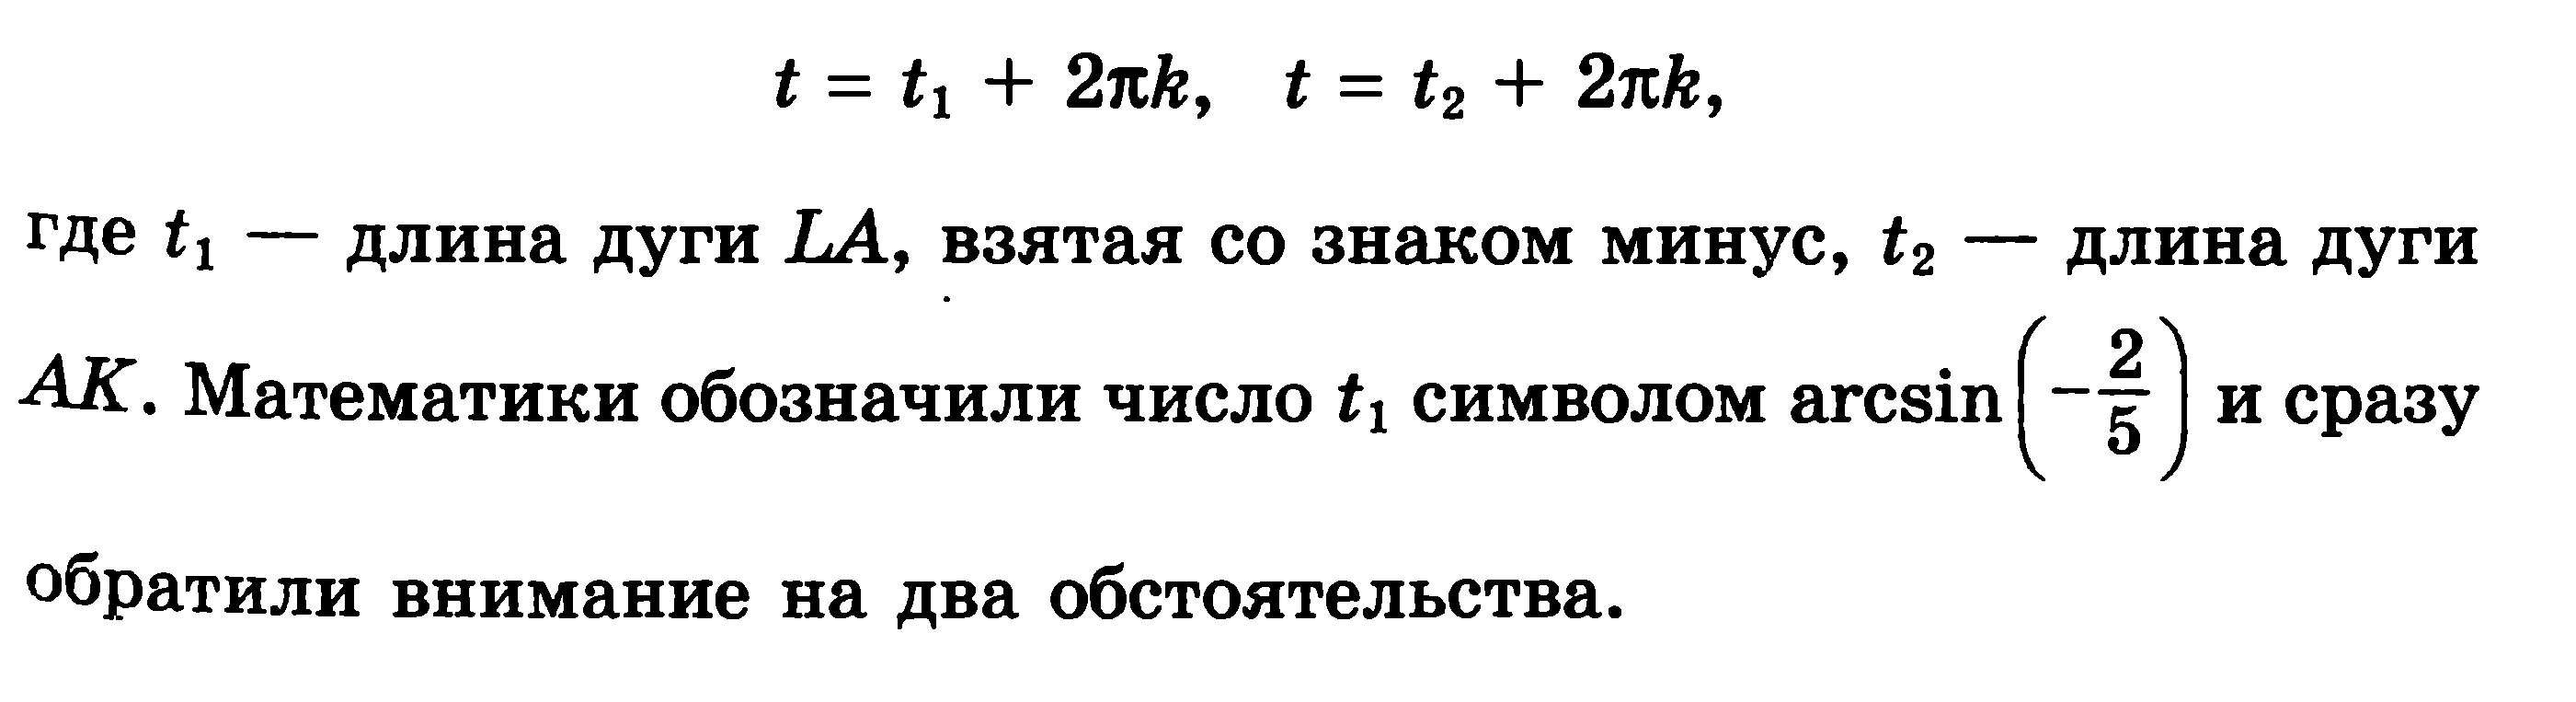 t = t₁ + 2πk, t = t₂ + 2πk,
где t₁ — длина дуги LA, взятая со знаком минус, t₂ — длина дуги
AK. Математики обозначили число t₁ символом arcsin(-2/5) и сразу
обратили внимание на два обстоятельства.